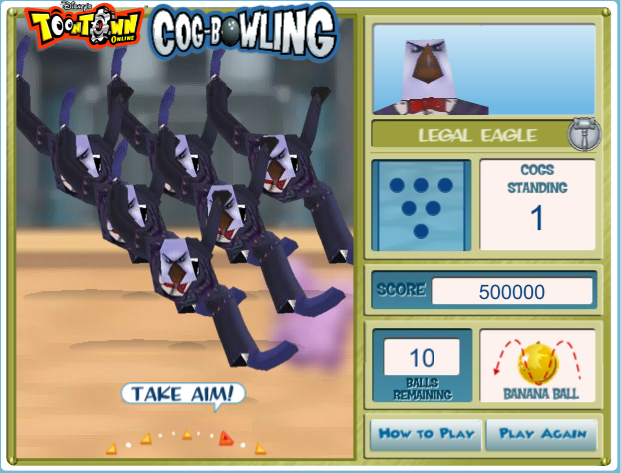 Disney's
TOONTOWN
ONLINE
COG-BOWLING
LEGAL EAGLE
COGS
STANDING
1
SCORE
500000
10
BALLS
REMAINING
BANANA BALL
TAKE AIM!
HOW TO PLAY
PLAY AGAIN